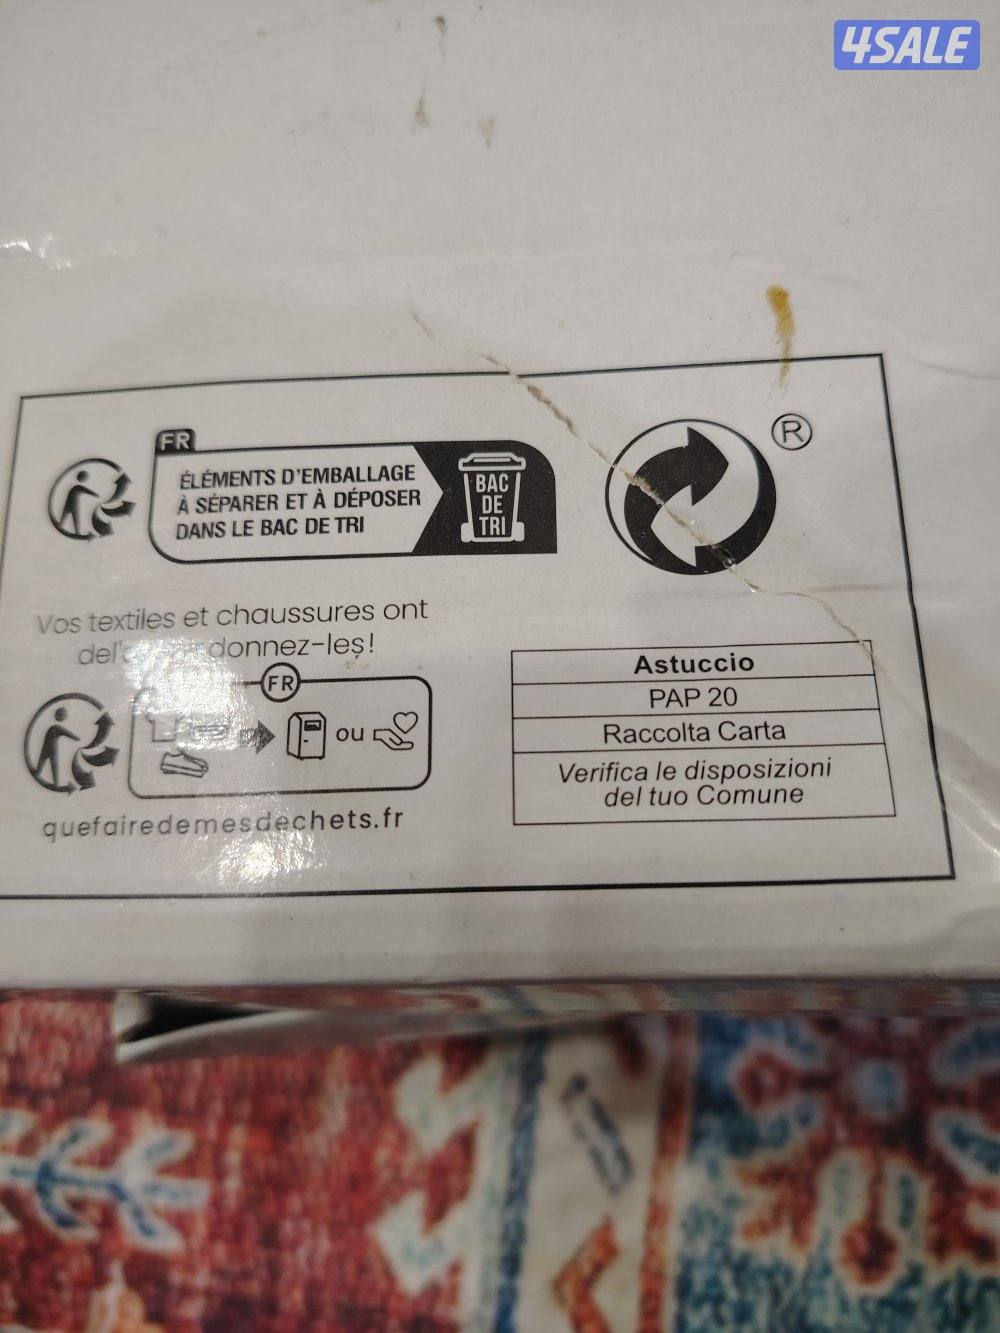 4SALE
FR
ÉLÉMENTS D'EMBALLAGE
À SÉPARER ET À DÉPOSER
DANS LE BAC DE TRI
BAC
DE
TRI
®
Vos textiles et chaussures ont
donnez-les!
FR
ou
quefairedemesdechets.fr
Astuccio
PAP 20
Raccolta Carta
Verifica le disposizioni
del tuo Comune